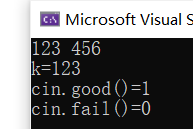 Microsoft Visual S
123 456
k=123
cin.good()=1
cin.fail()=0